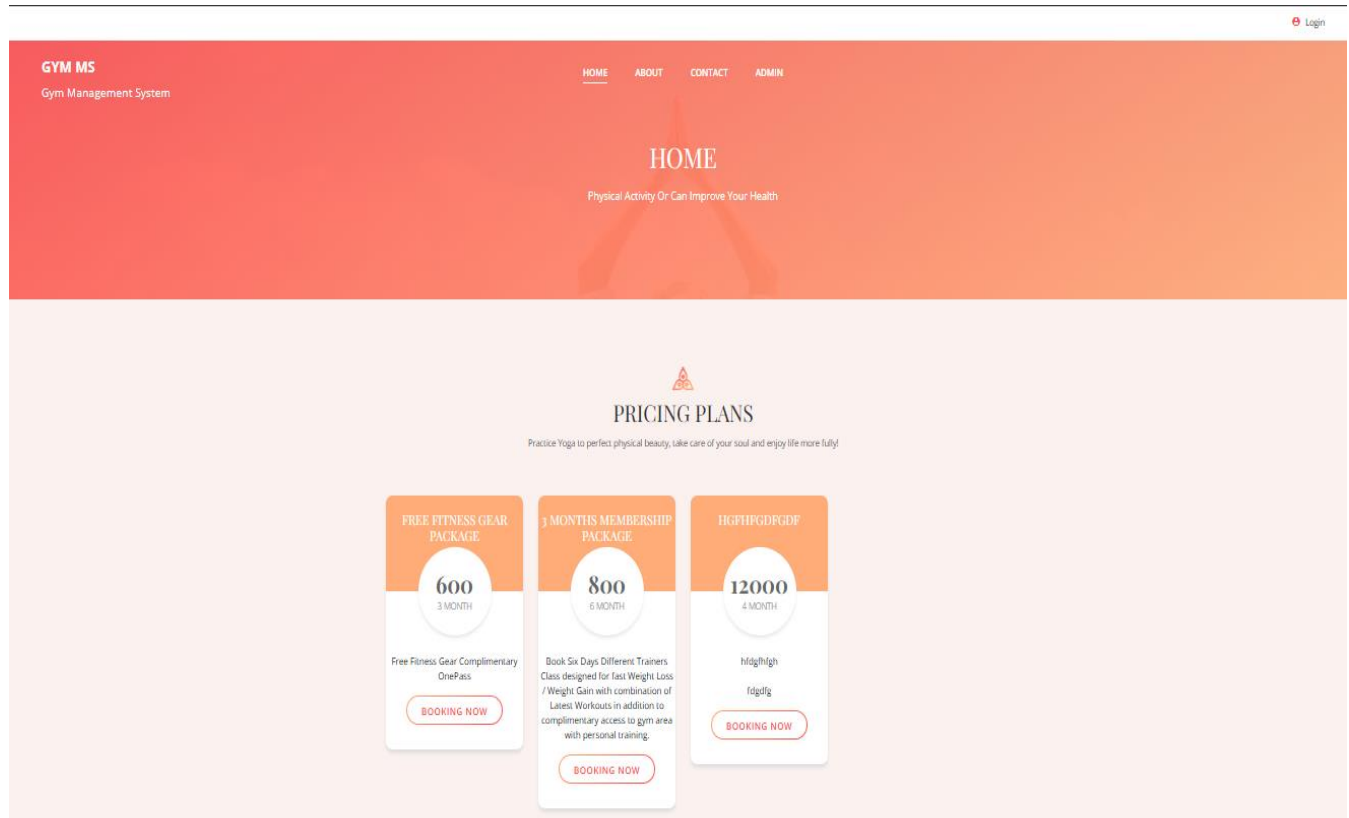 Login
GYM MS
Gym Management System
HOME ABOUT CONTACT ADMIN
HOME
Physical Activity Or Can Improve Your Health
PRICING PLANS
Practice Yoga to perfect physical beauty, take care of your soul and enjoy life more fully!
FREE FITNESS GEAR
PACKAGE
600
3 MONTH
Free Fitness Gear Complimentary
OnePass
BOOKING NOW
3 MONTHS MEMBERSHIP
PACKAGE
800
6 MONTH
Book Six Days Different Trainers
Class designed for fast Weight Loss
/ Weight Gain with combination of
Latest Workouts in addition to
complimentary access to gym area
with personal training.
BOOKING NOW
HGFHFGDFGDF
12000
4 MONTH
hfdgfhfgh
fdgdfg
BOOKING NOW